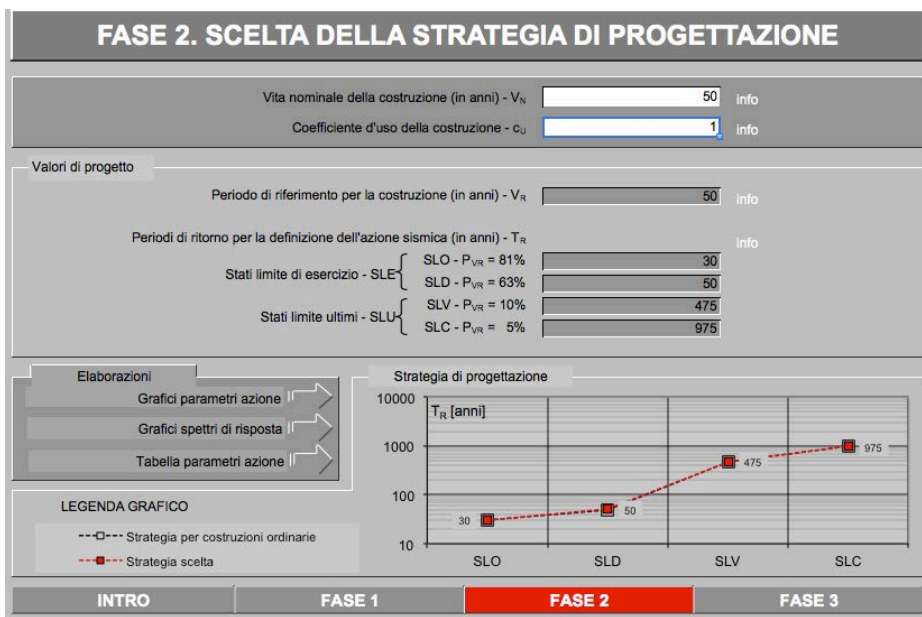 FASE 2. SCELTA DELLA STRATEGIA DI PROGETTAZIONE
Vita nominale della costruzione (in anni) - VN 50 info
Coefficiente d'uso della costruzione - cU 1 info
Valori di progetto
Periodo di riferimento per la costruzione (in anni) - VR 50 info
Periodi di ritorno per la definizione dell'azione sismica (in anni) - TR info
Stati limite di esercizio - SLE
SLO - PVR = 81% 30
SLD - PVR = 63% 50
Stati limite ultimi - SLU
SLV - PVR = 10% 475
SLC - PVR = 5% 975
Elaborazioni
Grafici parametri azione
Grafici spettri di risposta
Tabella parametri azione
LEGENDA GRAFICO
Strategia per costruzioni ordinarie
Strategia scelta
Strategia di progettazione
TR [anni]
10000
1000
100
10
30
50
475
975
SLO SLD SLV SLC
INTRO FASE 1 FASE 2 FASE 3